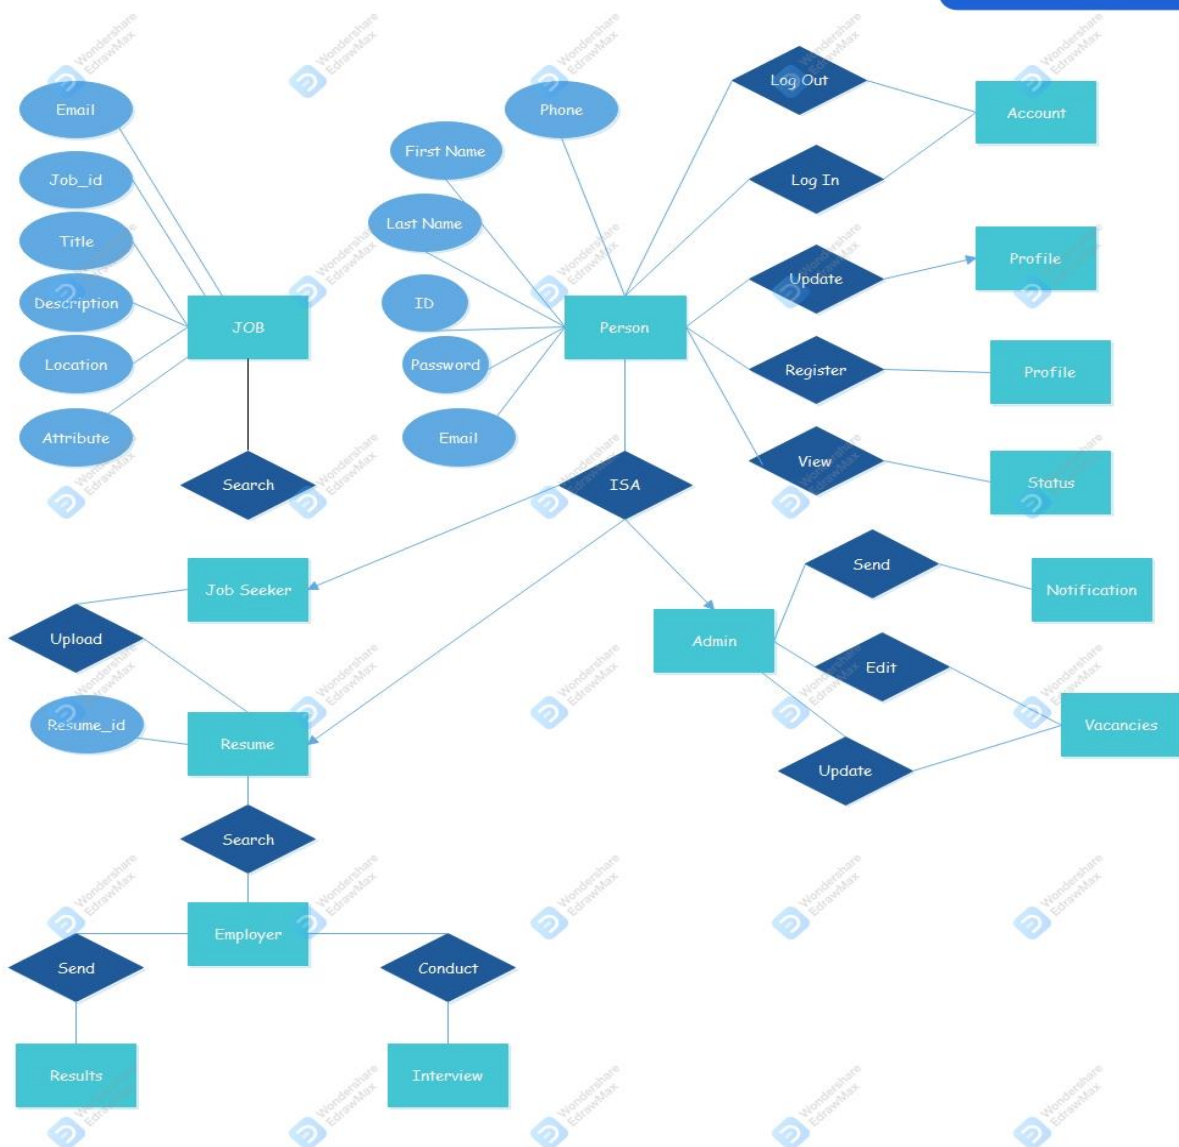 Log Out
Email
Phone
Account
First Name
Job_id
Log In
Last Name
Title
Profile
Update
Description
ID
JOB
Person
Location
Password
Register
Profile
Attribute
Email
View
Search
ISA
Status
Send
Job Seeker
Notification
Upload
Admin
Edit
Resume_id
Resume
Vacancies
Update
Search
Employer
Send
Conduct
Results
Interview
Wondershare
EdrawMax